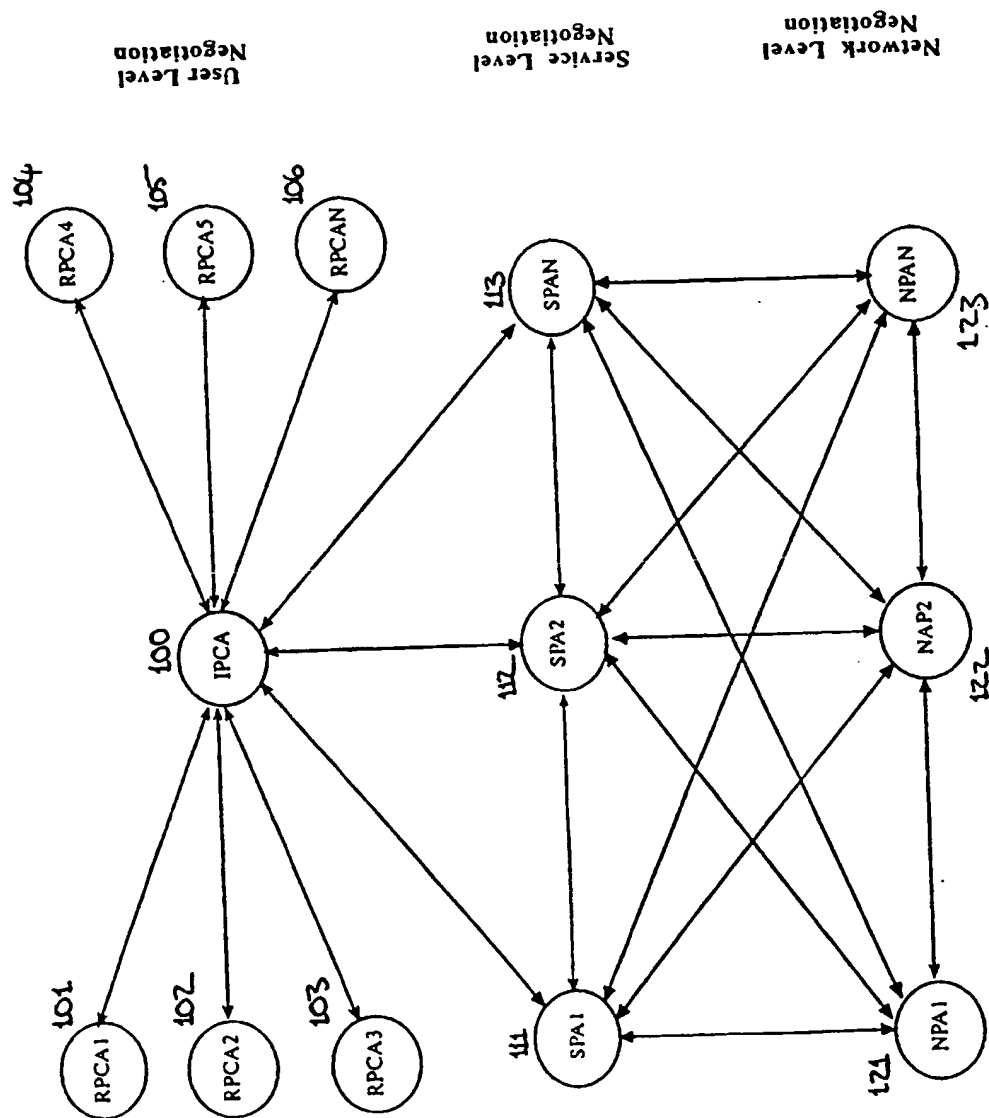 101
RPCA1
104
RPCA4
102
RPCA2
100
IPCA
105
RPCA5
103
RPCA3
106
RPCAN
User Level
Negotiation
111
SPA1
112
SPA2
113
SPAN
Service Level
Negotiation
121
NPA1
122
NAP2
123
NPAN
Network Level
Negotiation